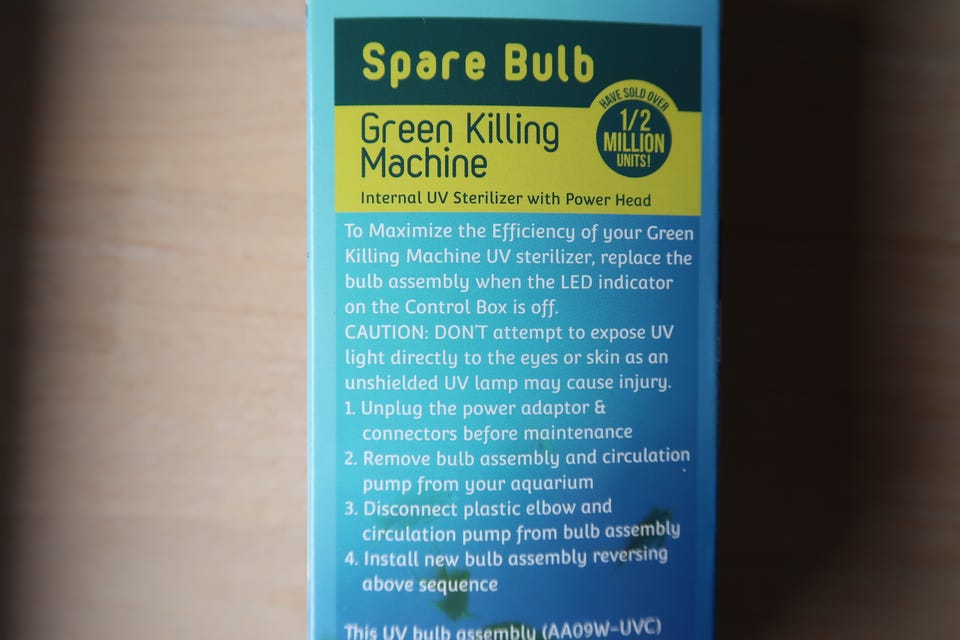 Spare Bulb
HAVE SOLD OVER
1/2
MILLION
UNITS!
Green Killing
Machine
Internal UV Sterilizer with Power Head
To Maximize the Efficiency of your Green
Killing Machine UV sterilizer, replace the
bulb assembly when the LED indicator
on the Control Box is off.
CAUTION: DON'T attempt to expose UV
light directly to the eyes or skin as an
unshielded UV lamp may cause injury.
1. Unplug the power adaptor &
connectors before maintenance
2. Remove bulb assembly and circulation
pump from your aquarium
3. Disconnect plastic elbow and
circulation pump from bulb assembly
4. Install new bulb assembly reversing
above sequence
This UV bulb assembly (AA09W-UVC)